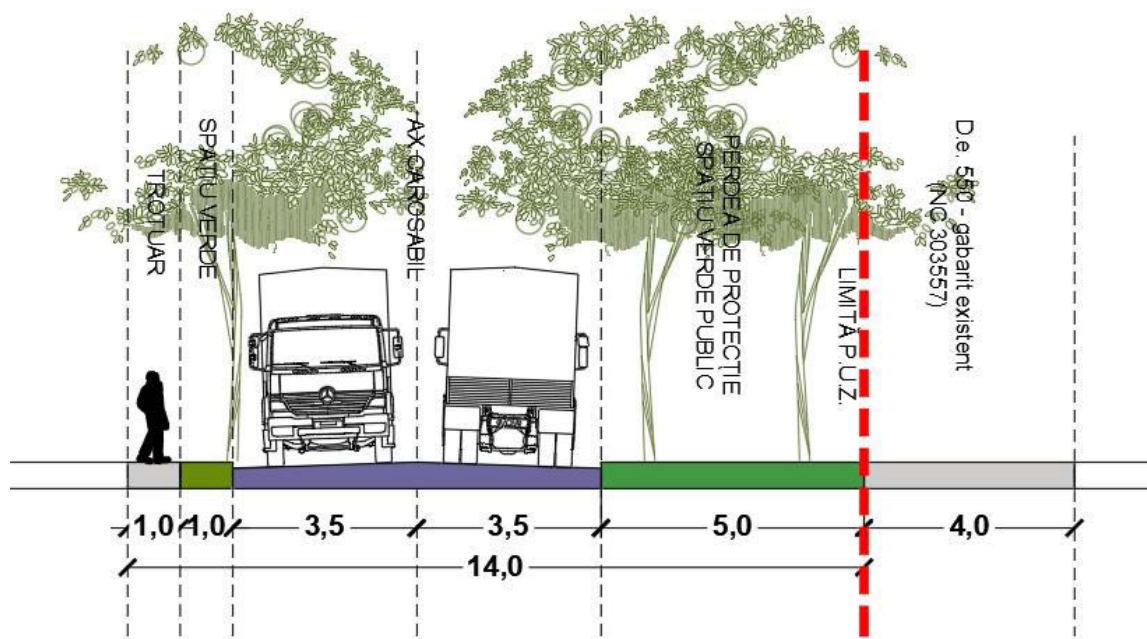 TROTUAR
SPAȚIU VERDE
AX CAROSABIL
PERDEA DE PROTECȚIE
SPAȚIU VERDE PUBLIC
LIMITĂ P.U.Z.
D.e. 550 - gabarit existent
(NC 303557)
1,0
1,0
3,5
3,5
5,0
4,0
14,0